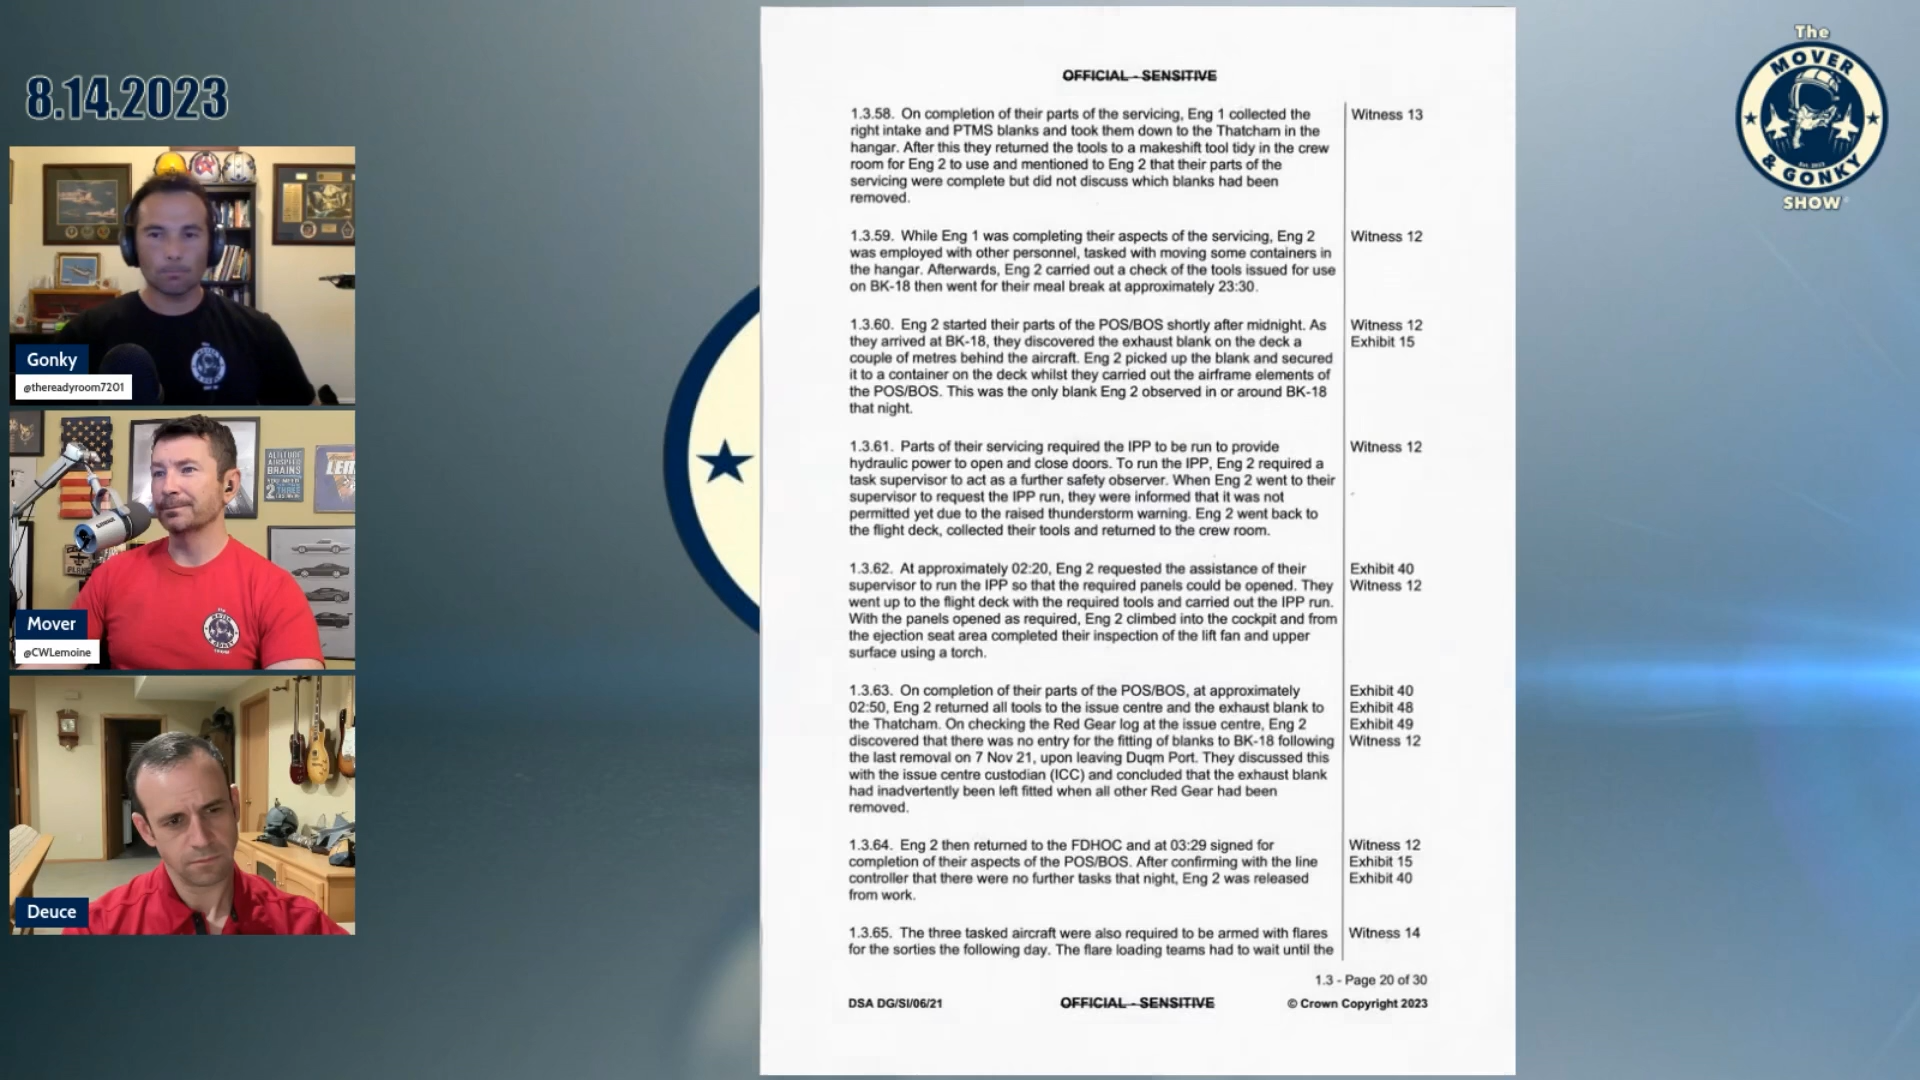 8.14.2023
The
MOVER
& GONKY
SHOW
Gonky
@thereadyroom7201
ALTITUDE
AIRSPEED
BRAINS
2
LEM
Mover
@CWLemoine
Deuce
OFFICIAL - SENSITIVE
1.3.58. On completion of their parts of the servicing, Eng 1 collected the
right intake and PTMS blanks and took them down to the Thatcham in the
hangar. After this they returned the tools to a makeshift tool tidy in the crew
room for Eng 2 to use and mentioned to Eng 2 that their parts of the
servicing were complete but did not discuss which blanks had been
removed.
Witness 13
1.3.59. While Eng 1 was completing their aspects of the servicing, Eng 2
was employed with other personnel, tasked with moving some containers in
the hangar. Afterwards, Eng 2 carried out a check of the tools issued for use
on BK-18 then went for their meal break at approximately 23:30.
Witness 12
1.3.60. Eng 2 started their parts of the POS/BOS shortly after midnight. As
they arrived at BK-18, they discovered the exhaust blank on the deck a
couple of metres behind the aircraft. Eng 2 picked up the blank and secured
it to a container on the deck whilst they carried out the airframe elements of
the POS/BOS. This was the only blank Eng 2 observed in or around BK-18
that night.
Witness 12
Exhibit 15
1.3.61. Parts of their servicing required the IPP to be run to provide
hydraulic power to open and close doors. To run the IPP, Eng 2 required a
task supervisor to act as a further safety observer. When Eng 2 went to their
supervisor to request the IPP run, they were informed that it was not
permitted yet due to the raised thunderstorm warning. Eng 2 went back to
the flight deck, collected their tools and returned to the crew room.
Witness 12
1.3.62. At approximately 02:20, Eng 2 requested the assistance of their
supervisor to run the IPP so that the required panels could be opened. They
went up to the flight deck with the required tools and carried out the IPP run.
With the panels opened as required, Eng 2 climbed into the cockpit and from
the ejection seat area completed their inspection of the lift fan and upper
surface using a torch.
Exhibit 40
Witness 12
1.3.63. On completion of their parts of the POS/BOS, at approximately
02:50, Eng 2 returned all tools to the issue centre and the exhaust blank to
the Thatcham. On checking the Red Gear log at the issue centre, Eng 2
discovered that there was no entry for the fitting of blanks to BK-18 following
the last removal on 7 Nov 21, upon leaving Duqm Port. They discussed this
with the issue centre custodian (ICC) and concluded that the exhaust blank
had inadvertently been left fitted when all other Red Gear had been
removed.
Exhibit 40
Exhibit 48
Exhibit 49
Witness 12
1.3.64. Eng 2 then returned to the FDHOC and at 03:29 signed for
completion of their aspects of the POS/BOS. After confirming with the line
controller that there were no further tasks that night, Eng 2 was released
from work.
Witness 12
Exhibit 15
Exhibit 40
1.3.65. The three tasked aircraft were also required to be armed with flares
for the sorties the following day. The flare loading teams had to wait until the
Witness 14
1.3 - Page 20 of 30
DSA DG/SI/06/21
OFFICIAL - SENSITIVE
© Crown Copyright 2023